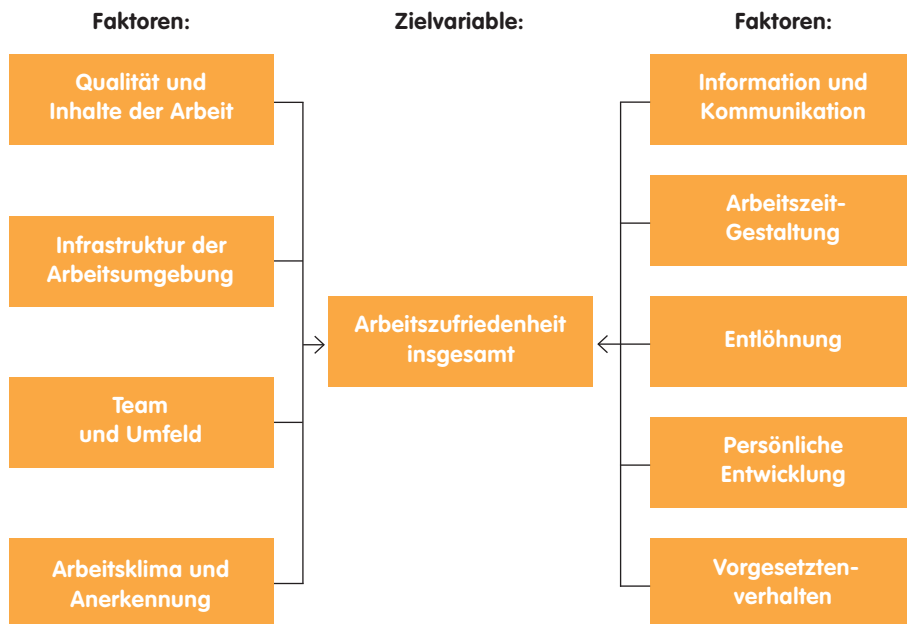 Faktoren:
Qualität und
Inhalte der Arbeit
Infrastruktur der
Arbeitsumgebung
Team
und Umfeld
Arbeitsklima und
Anerkennung
Zielvariable:
Arbeitszufriedenheit
insgesamt
Faktoren:
Information und
Kommunikation
Arbeitszeit-
Gestaltung
Entlöhnung
Persönliche
Entwicklung
Vorgesetzten-
verhalten